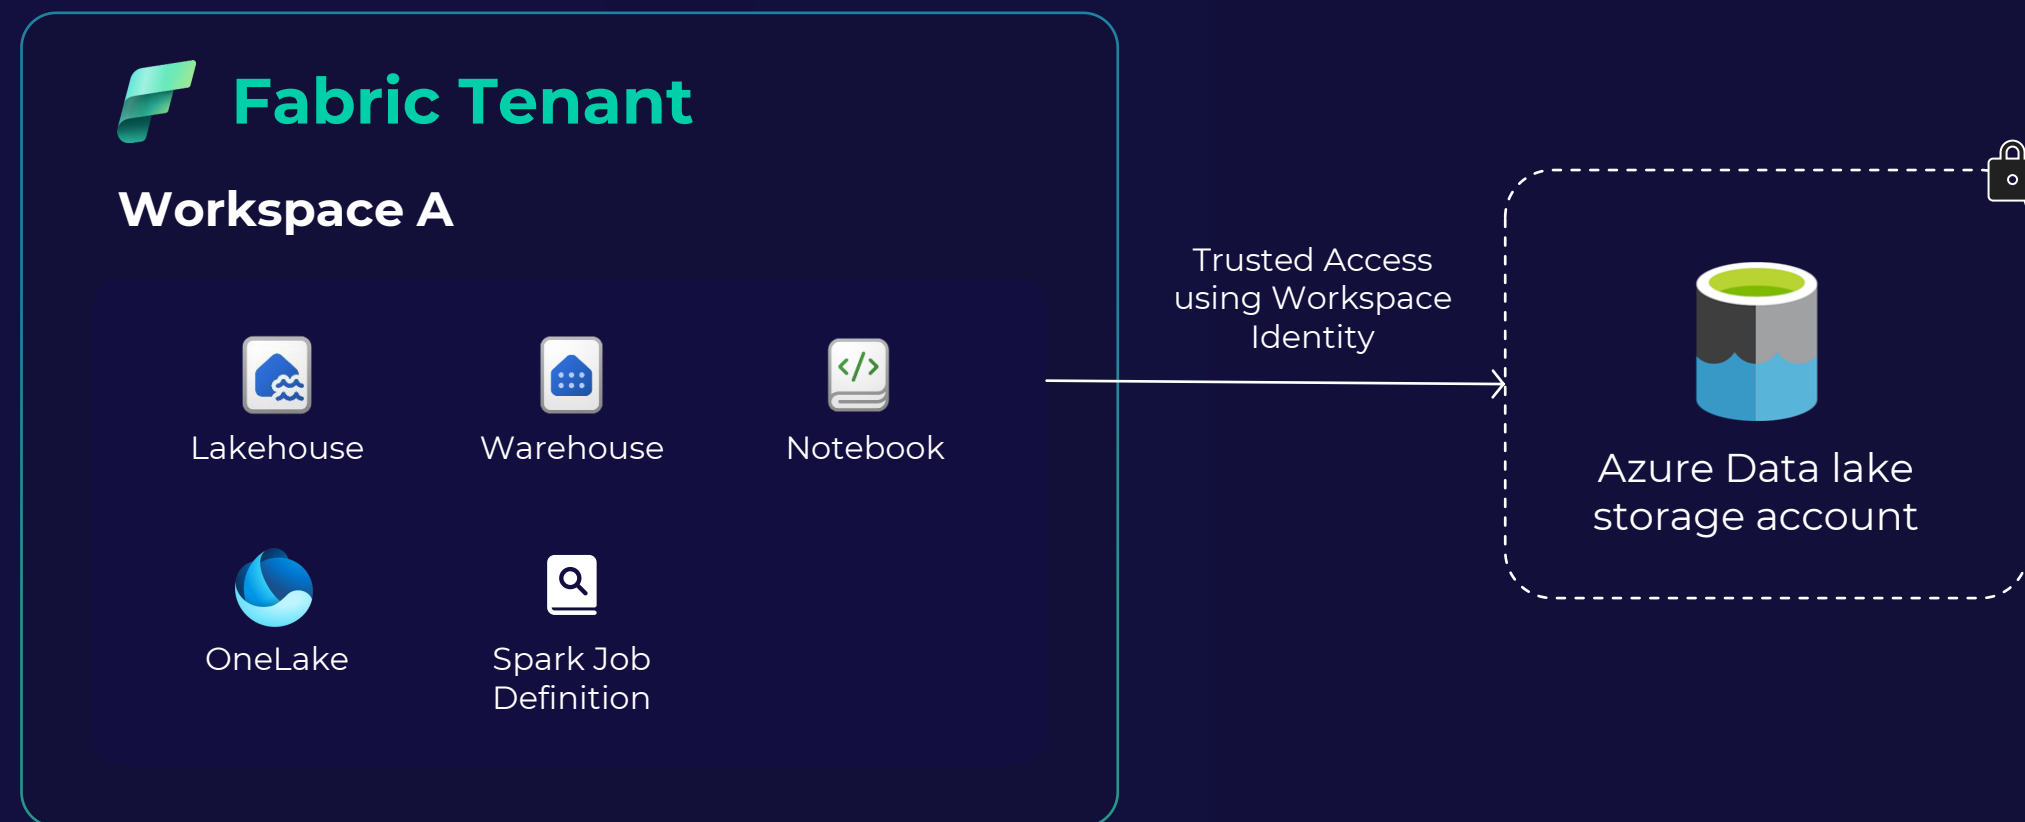 Fabric Tenant
Workspace A
Lakehouse
Warehouse
Notebook
OneLake
Spark Job
Definition
Trusted Access
using Workspace
Identity
Azure Data lake
storage account